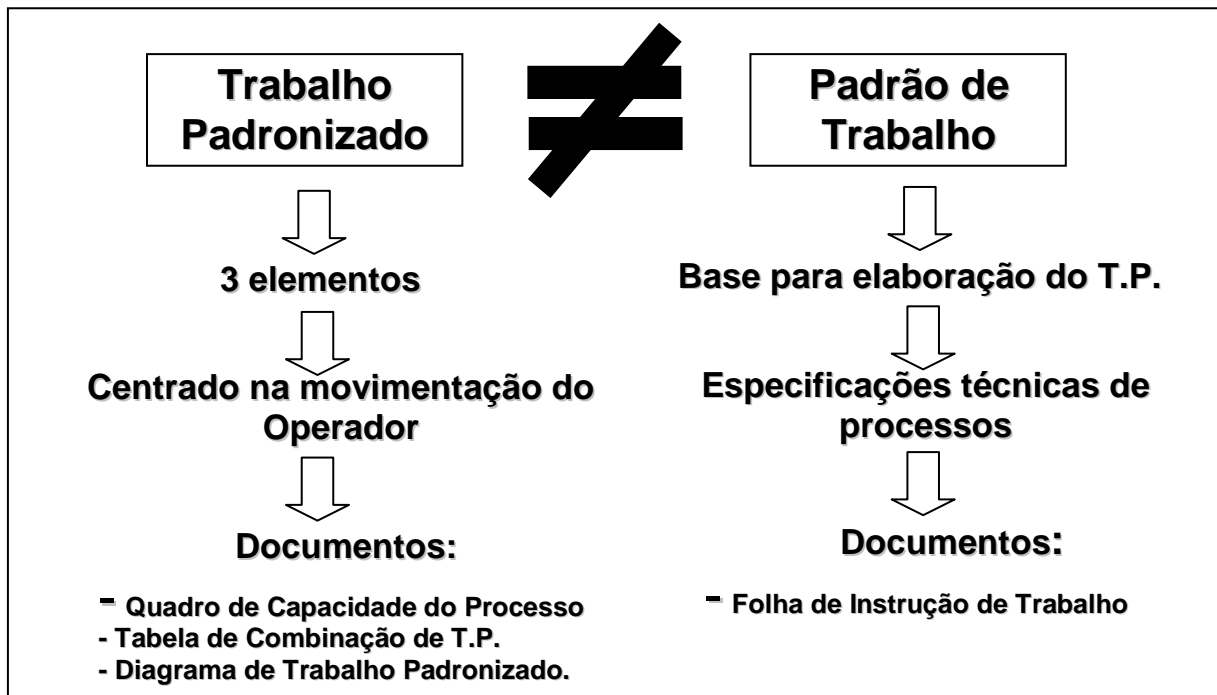 Trabalho
Padronizado
≠
Padrão de
Trabalho
3 elementos
Centrado na movimentação do
Operador
Documentos:
- Quadro de Capacidade do Processo
- Tabela de Combinação de T.P.
- Diagrama de Trabalho Padronizado.
Base para elaboração do T.P.
Especificações técnicas de
processos
Documentos:
- Folha de Instrução de Trabalho